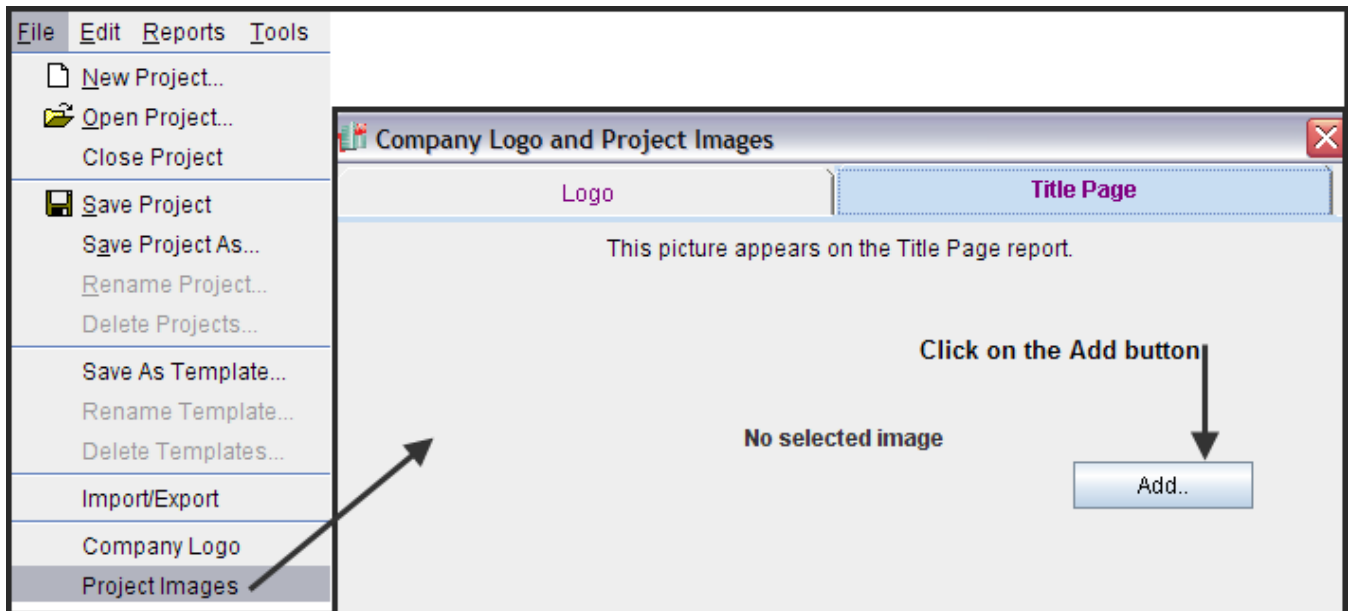 File Edit Reports Tools
New Project...
Open Project...
Close Project
Save Project
Save Project As...
Rename Project...
Delete Projects...
Save As Template...
Rename Template...
Delete Templates...
Import/Export
Company Logo
Project Images
Company Logo and Project Images
Logo Title Page
This picture appears on the Title Page report.
Click on the Add button
No selected image
Add..